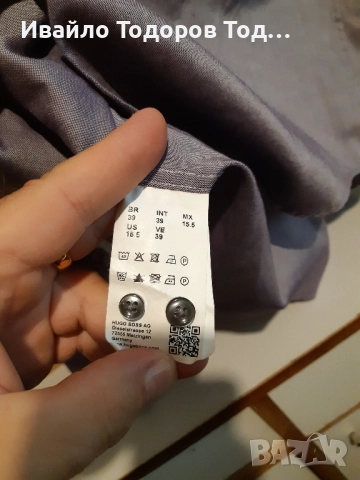 Ивайло Тодоров Тодоров
BR INT MX
39 39 15.5
US VE
15.5 39
HUGO BOSS AG
Dieselstrasse 12
72555 Metzingen
Germany
BAZAR